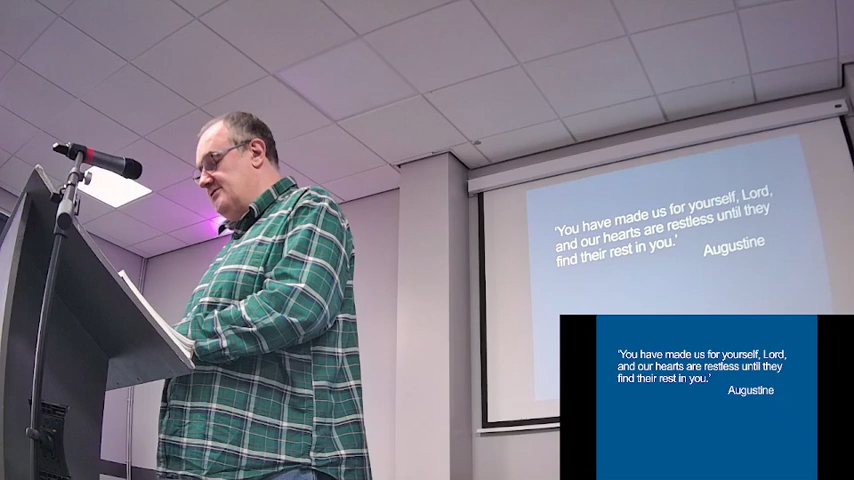 'You have made us for yourself, Lord,
and our hearts are restless until they
find their rest in you.'
Augustine
'You have made us for yourself, Lord,
and our hearts are restless until they
find their rest in you.'
Augustine